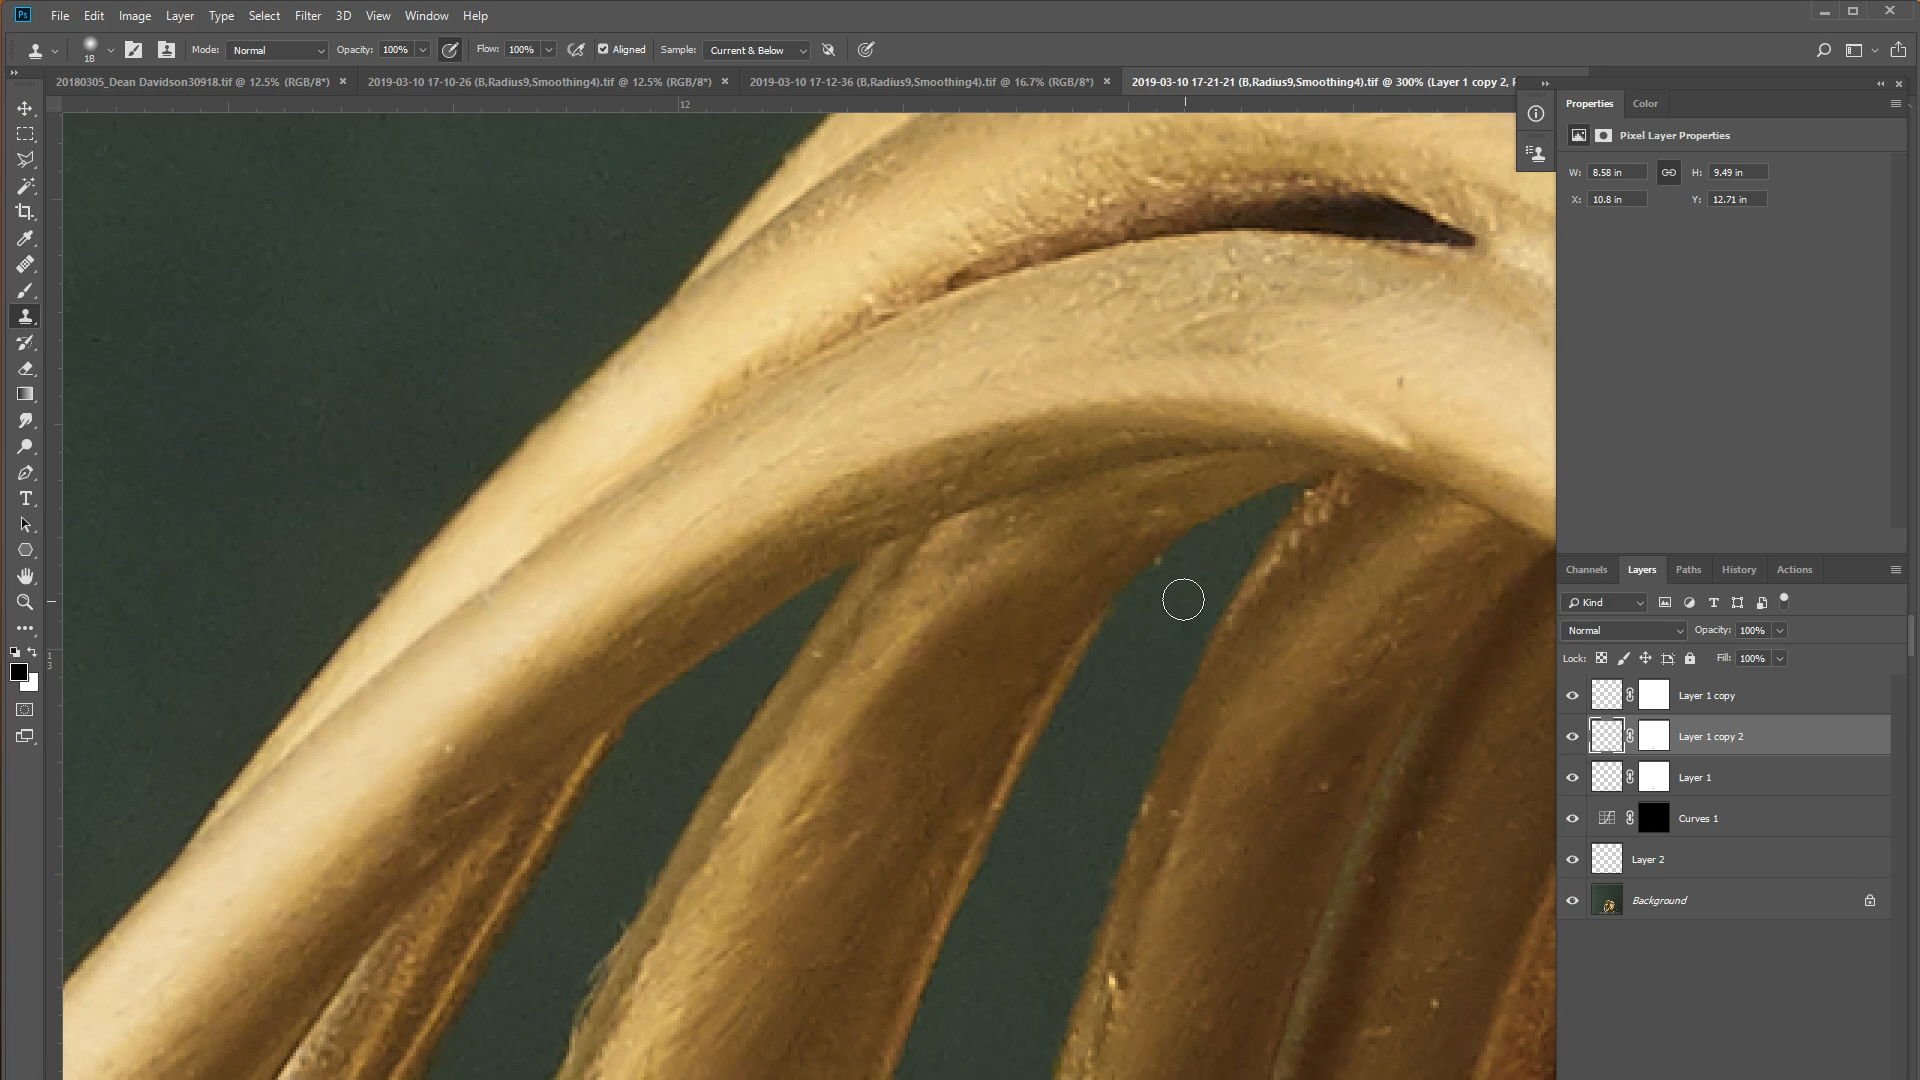 Ps File Edit Image Layer Type Select Filter 3D View Window Help
18 Mode: Normal Opacity: 100% Flow: 100% Aligned Sample: Current & Below
20180305_Dean Davidson30918.tif @ 12.5% (RGB/8*) × 2019-03-10 17-10-26 (B,Radius9,Smoothing4).tif @ 12.5% (RGB/8*) × 2019-03-10 17-12-36 (B,Radius9,Smoothing4).tif @ 16.7% (RGB/8*) × 2019-03-10 17-21-21 (B,Radius9,Smoothing4).tif @ 300% (Layer 1 copy 2,
12
1
3
Properties Color
Pixel Layer Properties
W: 8.58 in H: 9.49 in
X: 10.8 in Y: 12.71 in
Channels Layers Paths History Actions
Kind
Normal Opacity: 100%
Lock: Fill: 100%
Layer 1 copy
Layer 1 copy 2
Layer 1
Curves 1
Layer 2
Background